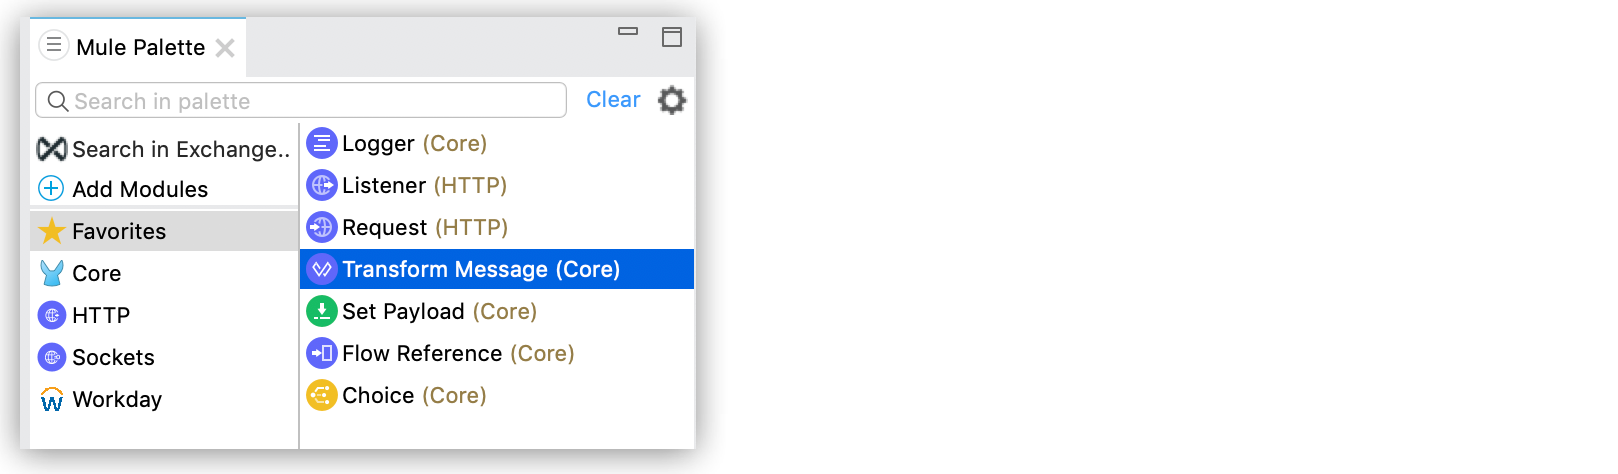 Mule Palette
Search in palette
Clear
Search in Exchange..
Add Modules
Favorites
Core
HTTP
Sockets
Workday
Logger (Core)
Listener (HTTP)
Request (HTTP)
Transform Message (Core)
Set Payload (Core)
Flow Reference (Core)
Choice (Core)